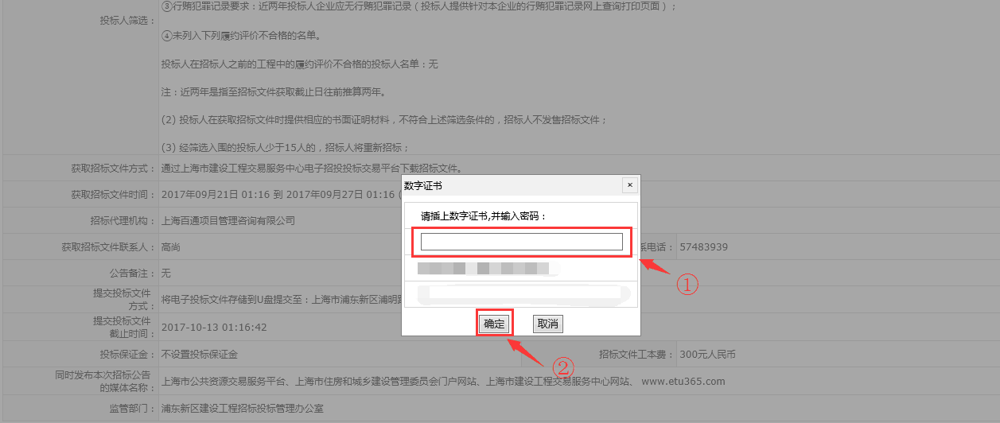 ③行贿犯罪记录要求：近两年投标人企业应无行贿犯罪记录（投标人提供针对本企业的行贿犯罪记录网上查询打印页面）；
投标人筛选：
④未列入下列履约评价不合格的名单。
投标人在招标人之前的工程中的履约评价不合格的投标人名单：无
注：近两年是指至招标文件获取截止日往前推算两年。
(2) 投标人在获取招标文件时提供相应的书面证明材料，不符合上述筛选条件的，招标人不发售招标文件；
(3) 经筛选入围的投标人少于15人的，招标人将重新招标；
获取招标文件方式： 通过上海市建设工程交易服务中心电子招投标交易平台下载招标文件。
数字证书 ×
获取招标文件时间： 2017年09月21日 01:16 到 2017年09月27日 01:16 (
请插上数字证书,并输入密码：
招标代理机构： 上海百通项目管理咨询有限公司
获取招标文件联系人： 高尚 系电话： 57483939
①
公告备注： 无
提交投标文件
方式： 将电子投标文件存储到U盘提交至：上海市浦东新区浦明路
确定 取消
提交投标文件
截止时间： 2017-10-13 01:16:42
投标保证金： 不设置投标保证金 招标文件工本费： 300元人民币
②
同时发布本次招标公告
的媒体名称： 上海市公共资源交易服务平台、上海市住房和城乡建设管理委员会门户网站、上海市建设工程交易服务中心网站、 www.etu365.com
监管部门： 浦东新区建设工程招标投标管理办公室